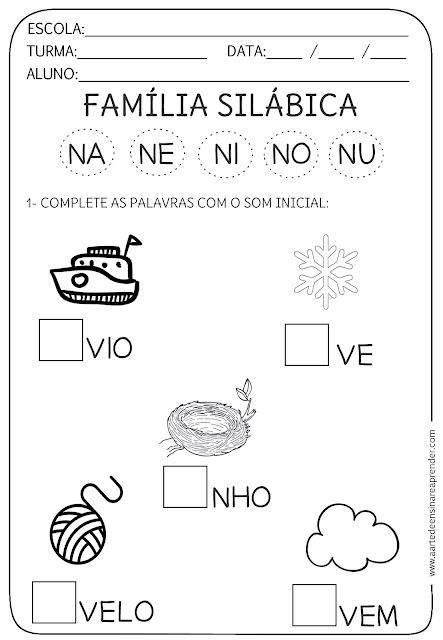 ESCOLA:
TURMA: DATA: / /
ALUNO:
FAMÍLIA SILÁBICA
NA NE NI NO NU
1- COMPLETE AS PALAVRAS COM O SOM INICIAL:
VIO
VE
NHO
VELO
VEM
www.aartedeensinareaprender.com